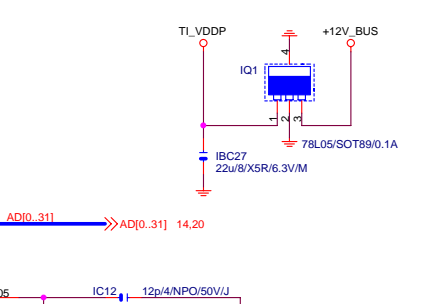 TI_VDDP
+12V_BUS
4
IQ1
1
2
3
78L05/SOT89/0.1A
IBC27
22u/8/X5R/6.3V/M
AD[0..31]
AD[0..31] 14,20
05
IC12
12p/4/NPO/50V/J